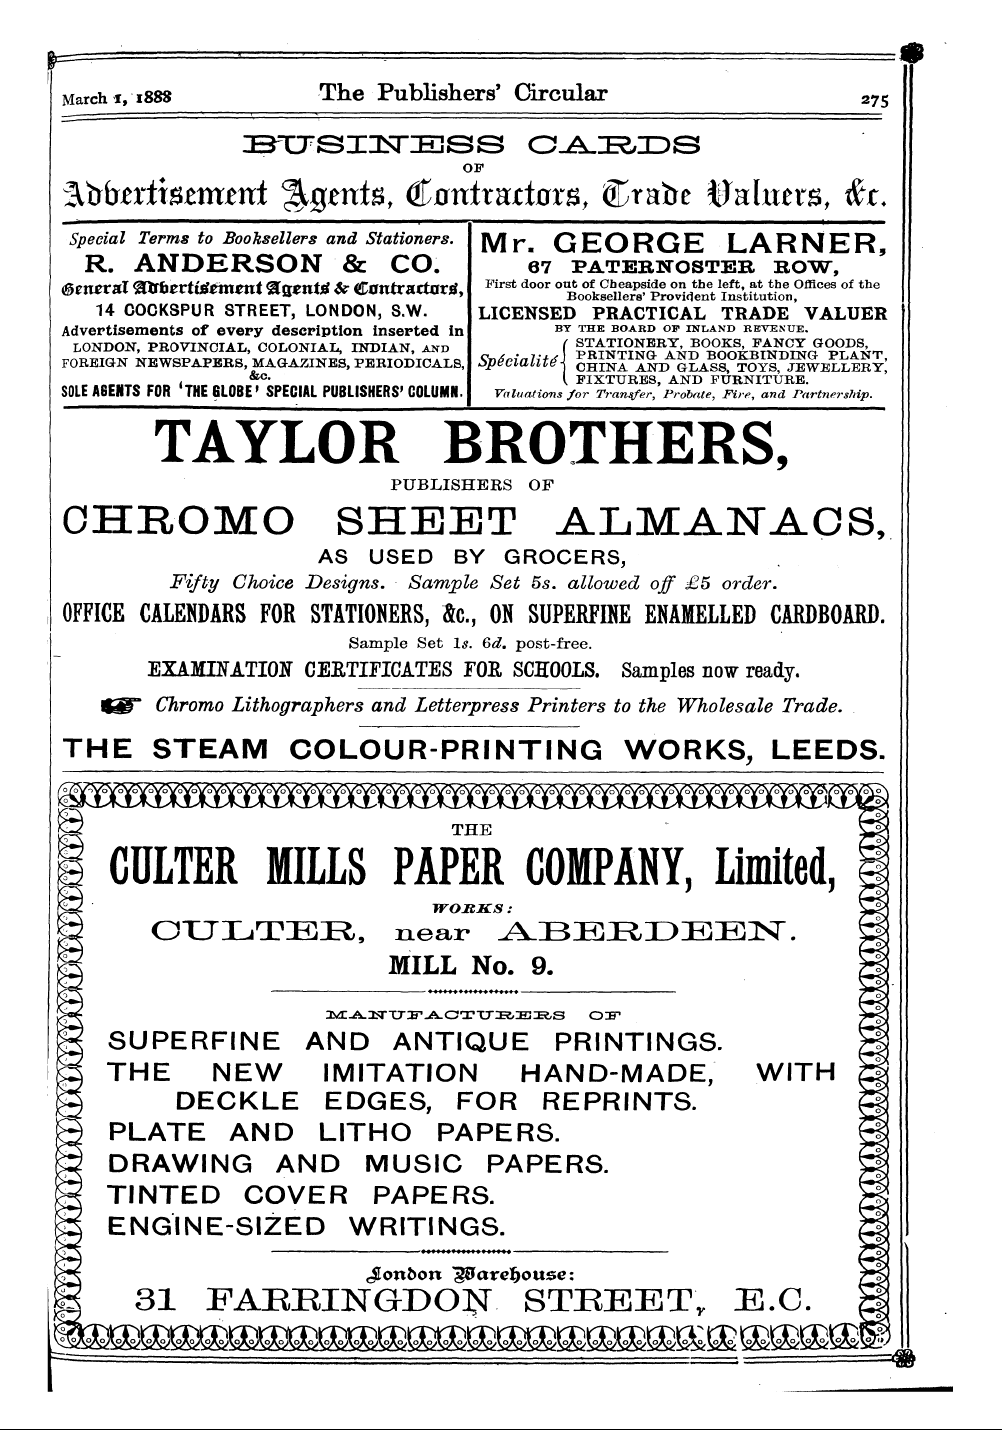 March 1, 1888 The Publishers' Circular 275
BUSINESS CARDS
OF
Advertisement Agents, Contractors, Trade Valuers, &c.
Special Terms to Booksellers and Stationers.
R. ANDERSON & CO.
General Advertisement Agents & Contractors,
14 COCKSPUR STREET, LONDON, S.W.
Advertisements of every description inserted in
LONDON, PROVINCIAL, COLONIAL, INDIAN, AND
FOREIGN NEWSPAPERS, MAGAZINES, PERIODICALS,
&c.
SOLE AGENTS FOR 'THE GLOBE' SPECIAL PUBLISHERS' COLUMN.
Mr. GEORGE LARNER,
67 PATERNOSTER ROW,
First door out of Cheapside on the left, at the Offices of the
Booksellers' Provident Institution,
LICENSED PRACTICAL TRADE VALUER
BY THE BOARD OF INLAND REVENUE.
Spécialité { STATIONERY, BOOKS, FANCY GOODS,
PRINTING AND BOOKBINDING PLANT,
CHINA AND GLASS, TOYS, JEWELLERY,
FIXTURES, AND FURNITURE.
Valuations for Transfer, Probate, Fire, and Partnership.
TAYLOR BROTHERS,
PUBLISHERS OF
CHROMO SHEET ALMANACS,
AS USED BY GROCERS,
Fifty Choice Designs. Sample Set 5s. allowed off £5 order.
OFFICE CALENDARS FOR STATIONERS, &c., ON SUPERFINE ENAMELLED CARDBOARD.
Sample Set 1s. 6d. post-free.
EXAMINATION CERTIFICATES FOR SCHOOLS. Samples now ready.
☞ Chromo Lithographers and Letterpress Printers to the Wholesale Trade.
THE STEAM COLOUR-PRINTING WORKS, LEEDS.
THE
CULTER MILLS PAPER COMPANY, Limited,
WORKS:
CULTER, near ABERDEEN.
MILL No. 9.
MANUFACTURERS OF
SUPERFINE AND ANTIQUE PRINTINGS.
THE NEW IMITATION HAND-MADE, WITH
DECKLE EDGES, FOR REPRINTS.
PLATE AND LITHO PAPERS.
DRAWING AND MUSIC PAPERS.
TINTED COVER PAPERS.
ENGINE-SIZED WRITINGS.
London Warehouse:
31 FARRINGDON STREET, E.C.